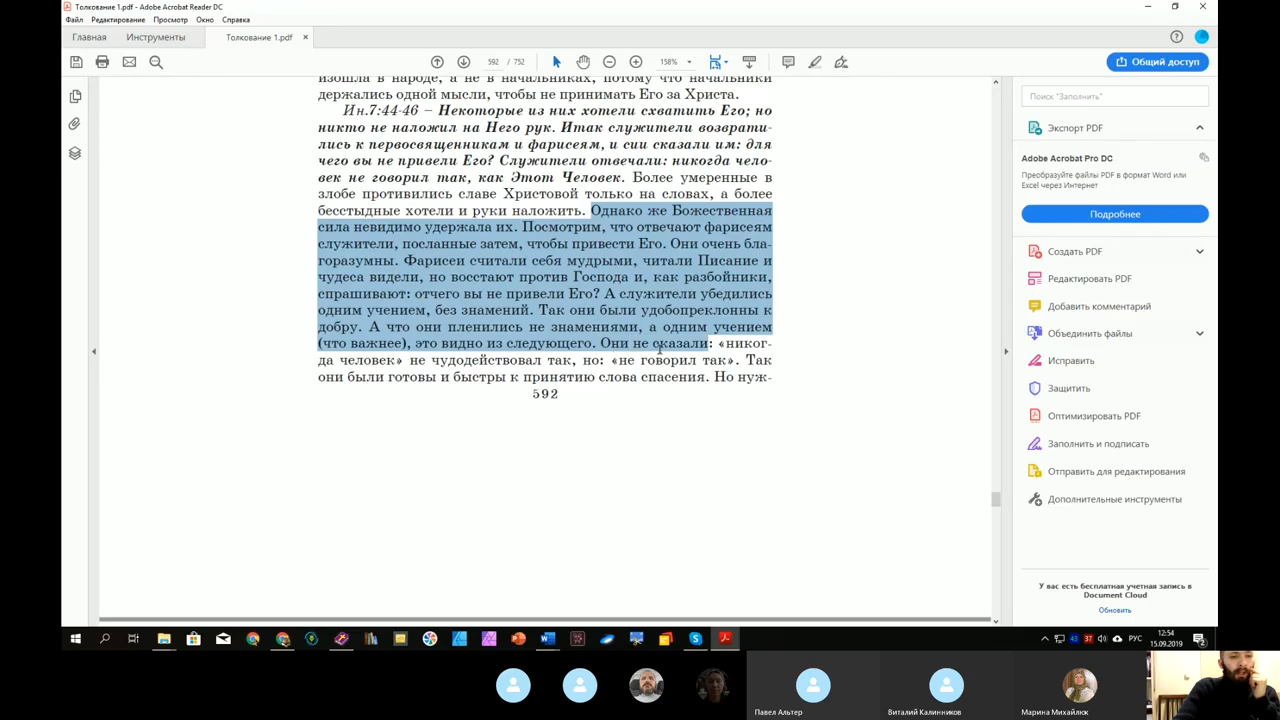 Толкование 1.pdf - Adobe Acrobat Reader DC
Файл Редактирование Просмотр Окно Справка
Главная Инструменты Толкование 1.pdf ×
592 / 752 158% Общий доступ
изошла в народе, а не в начальниках, потому что начальники
держались одной мысли, чтобы не принимать Его за Христа.
Ин.7:44-46 – Некоторые из них хотели схватить Его; но
никто не наложил на Него рук. Итак служители возврати-
лись к первосвященникам и фарисеям, и сии сказали им: для
чего вы не привели Его? Служители отвечали: никогда чело-
век не говорил так, как Этот Человек. Более умеренные в
злобе противились славе Христовой только на словах, а более
бесстыдные хотели и руки наложить. Однако же Божественная
сила невидимо удержала их. Посмотрим, что отвечают фарисеям
служители, посланные затем, чтобы привести Его. Они очень бла-
горазумны. Фарисеи считали себя мудрыми, читали Писание и
чудеса видели, но восстают против Господа и, как разбойники,
спрашивают: отчего вы не привели Его? А служители убедились
одним учением, без знамений. Так они были удобопреклонны к
добру. А что они пленились не знамениями, а одним учением
(что важнее), это видно из следующего. Они не сказали: «никог-
да человек» не чудодействовал так, но: «не говорил так». Так
они были готовы и быстры к принятию слова спасения. Но нуж-
592
Поиск "Заполнить"
Экспорт PDF
Adobe Acrobat Pro DC
Преобразуйте файлы PDF в формат Word или
Excel через Интернет
Подробнее
Создать PDF
Редактировать PDF
Добавить комментарий
Объединить файлы
Исправить
Защитить
Оптимизировать PDF
Заполнить и подписать
Отправить для редактирования
Дополнительные инструменты
У вас есть бесплатная учетная запись в
Document Cloud
Обновить
43 37 РУС 12:54
15.09.2019 2
Павел Альтер Виталий Калинников Марина Михайлюк